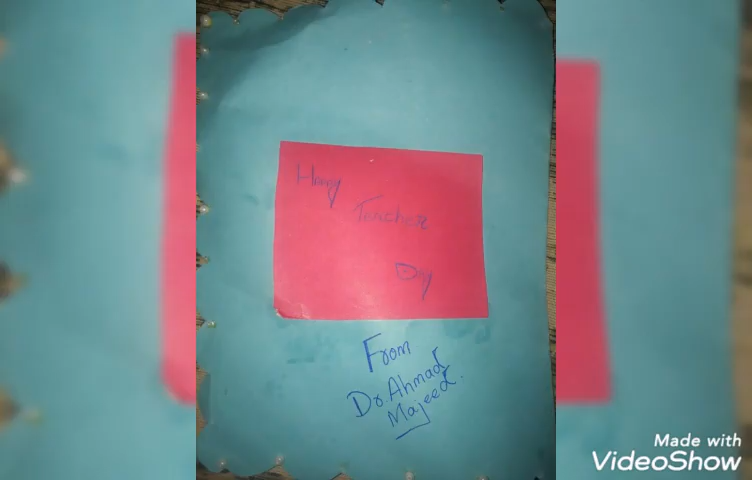 Happy
Teacher
Day
From
Dr Ahmad
Majeed.
Made with
VideoShow